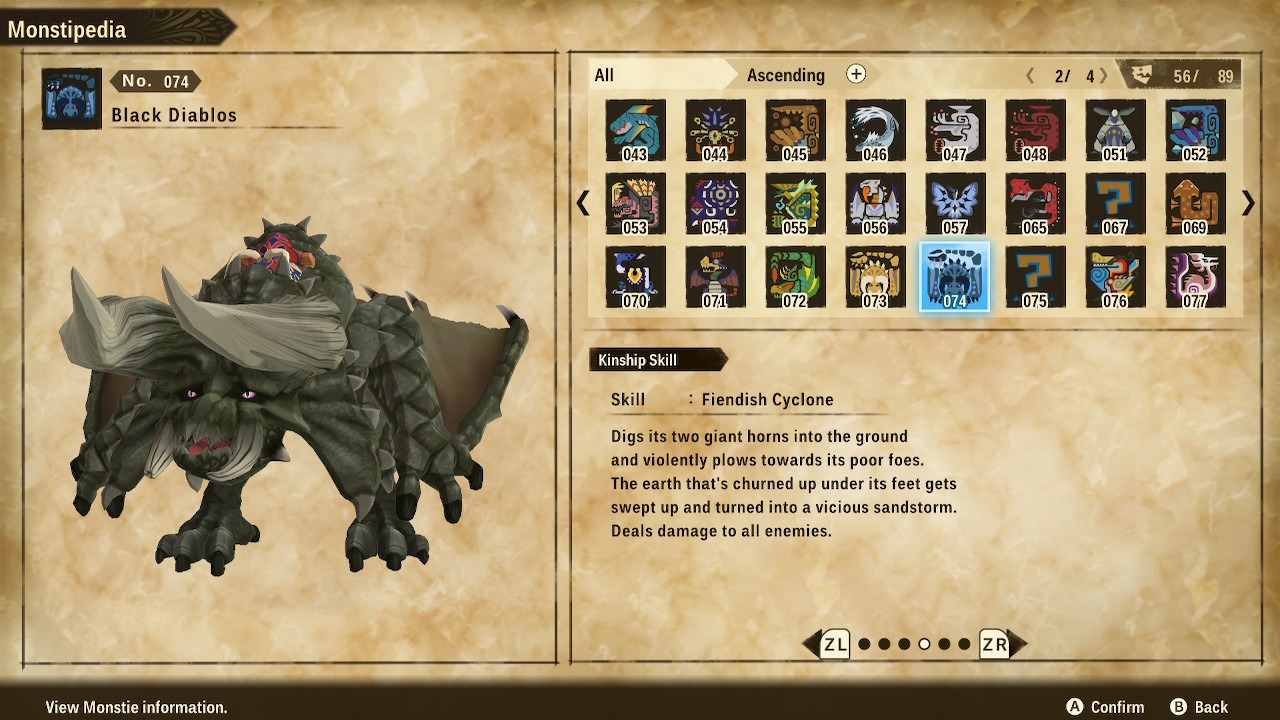 Monstipedia
No. 074
Black Diablos
All
Ascending
2/ 4
56/ 89
043 044 045 046 047 048 051 052
053 054 055 056 057 065 067 069
070 071 072 073 074 075 076 077
Kinship Skill
Skill : Fiendish Cyclone
Digs its two giant horns into the ground
and violently plows towards its poor foes.
The earth that's churned up under its feet gets
swept up and turned into a vicious sandstorm.
Deals damage to all enemies.
ZL ZR
View Monstie information.
A Confirm B Back